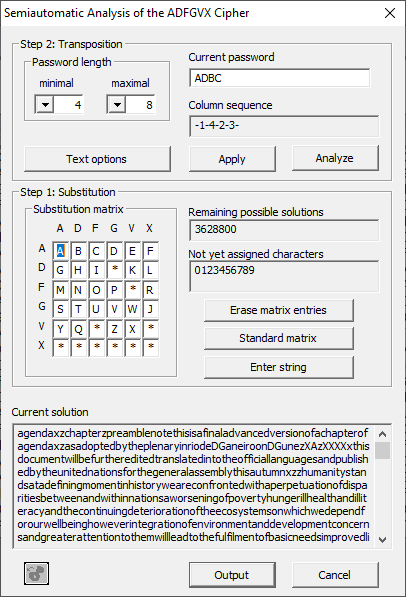 Semiautomatic Analysis of the ADFGVX Cipher
Step 2: Transposition
Password length
minimal maximal
4 8
Current password
ADBC
Column sequence
-1-4-2-3-
Text options Apply Analyze
Step 1: Substitution
Substitution matrix
A D F G V X
A A B C D E F
D G H I * K L
F M N O P * R
G S T U V W J
V Y Q * Z X *
X * * * * * *
Remaining possible solutions
3628800
Not yet assigned characters
0123456789
Erase matrix entries
Standard matrix
Enter string
Current solution
agendaxzchapterzpreamblenotethisisafinaladvancedversionofachapterof
agendaxzasadoptedbytheplenaryinriodeDGaneiroonDGunezXAzXXXXxthis
documentwillbefurthereditedtranslatedintotheofficiallanguagesandpublish
edbytheunitednationsforthegeneralassemblythisautumnxzzhumanitystan
dsatadefiningmomentinhistoryweareconfrontedwithaperpetuationofdispa
ritiesbetweenandwithinnationsaworseningofpovertyhungerillhealthandillit
eracyandthecontinuingdeteriorationoftheecosystemsonwhichwedependf
orourwellbeinghoweverintegrationofenvironmentanddevelopmentconcern
sandgreaterattentiontothemwillleadtothefulfilmentofbasicneedsimprovedli
Output Cancel